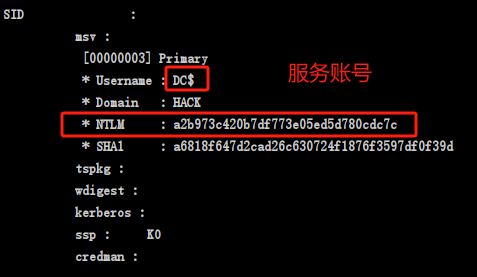 SID :
msv :
[00000003] Primary
* Username : DC$
服务账号
* Domain : HACK
* NTLM : a2b973c420b7df773e05ed5d780cdc7c
* SHA1 : a6818f647d2cad26c630724f1876f3597df0f39d
tspkg :
wdigest :
kerberos :
ssp : KO
credman :